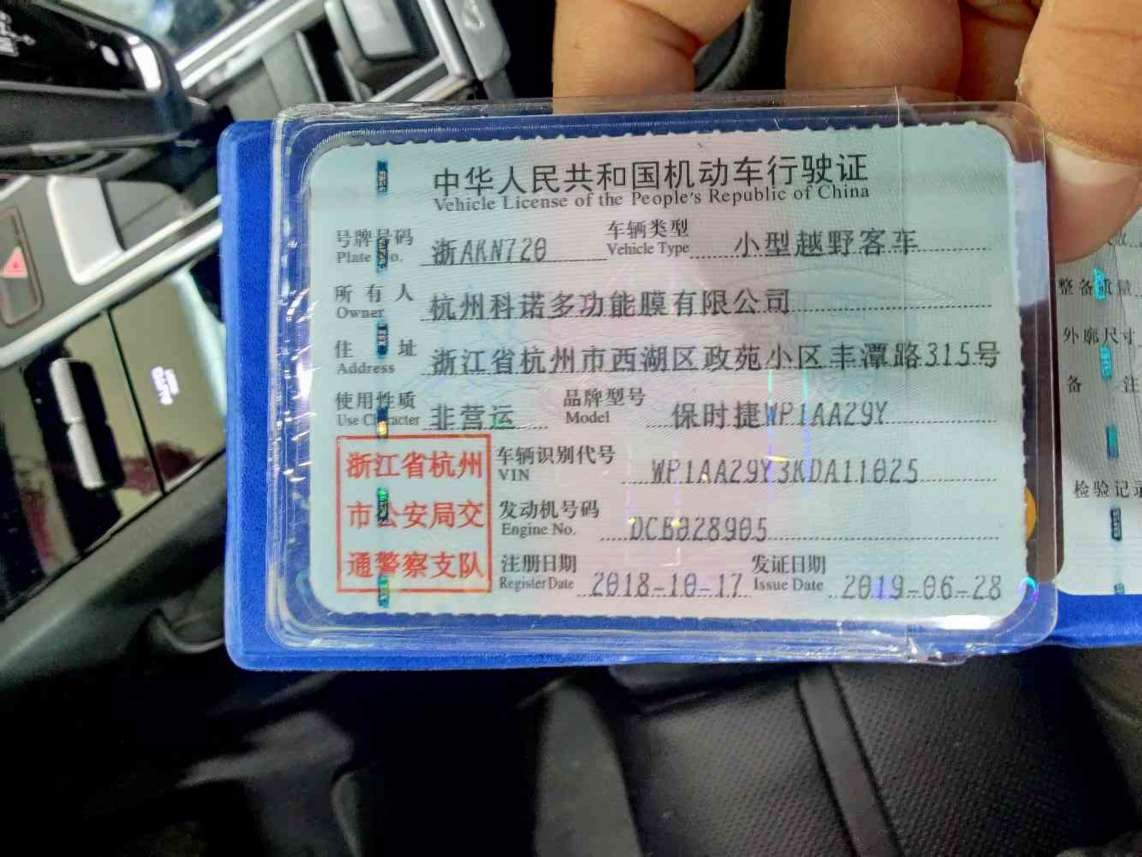 中华人民共和国机动车行驶证
Vehicle License of the People's Republic of China
号牌号码 浙AKN720 车辆类型 小型越野客车
Plate No. Vehicle Type
所有人 杭州科诺多功能膜有限公司
Owner
住址 浙江省杭州市西湖区政苑小区丰潭路315号
Address
使用性质 非营运 品牌型号 保时捷WP1AA29Y
Use Character Model
浙江省杭州
市公安局交
通警察支队
车辆识别代号 WP1AA29Y3KDA11025
VIN
发动机号码 DCB028905
Engine No.
注册日期 2018-10-17 发证日期 2019-06-28
Register Date Issue Date
整备质量
外廓尺寸
备 注
检验记录